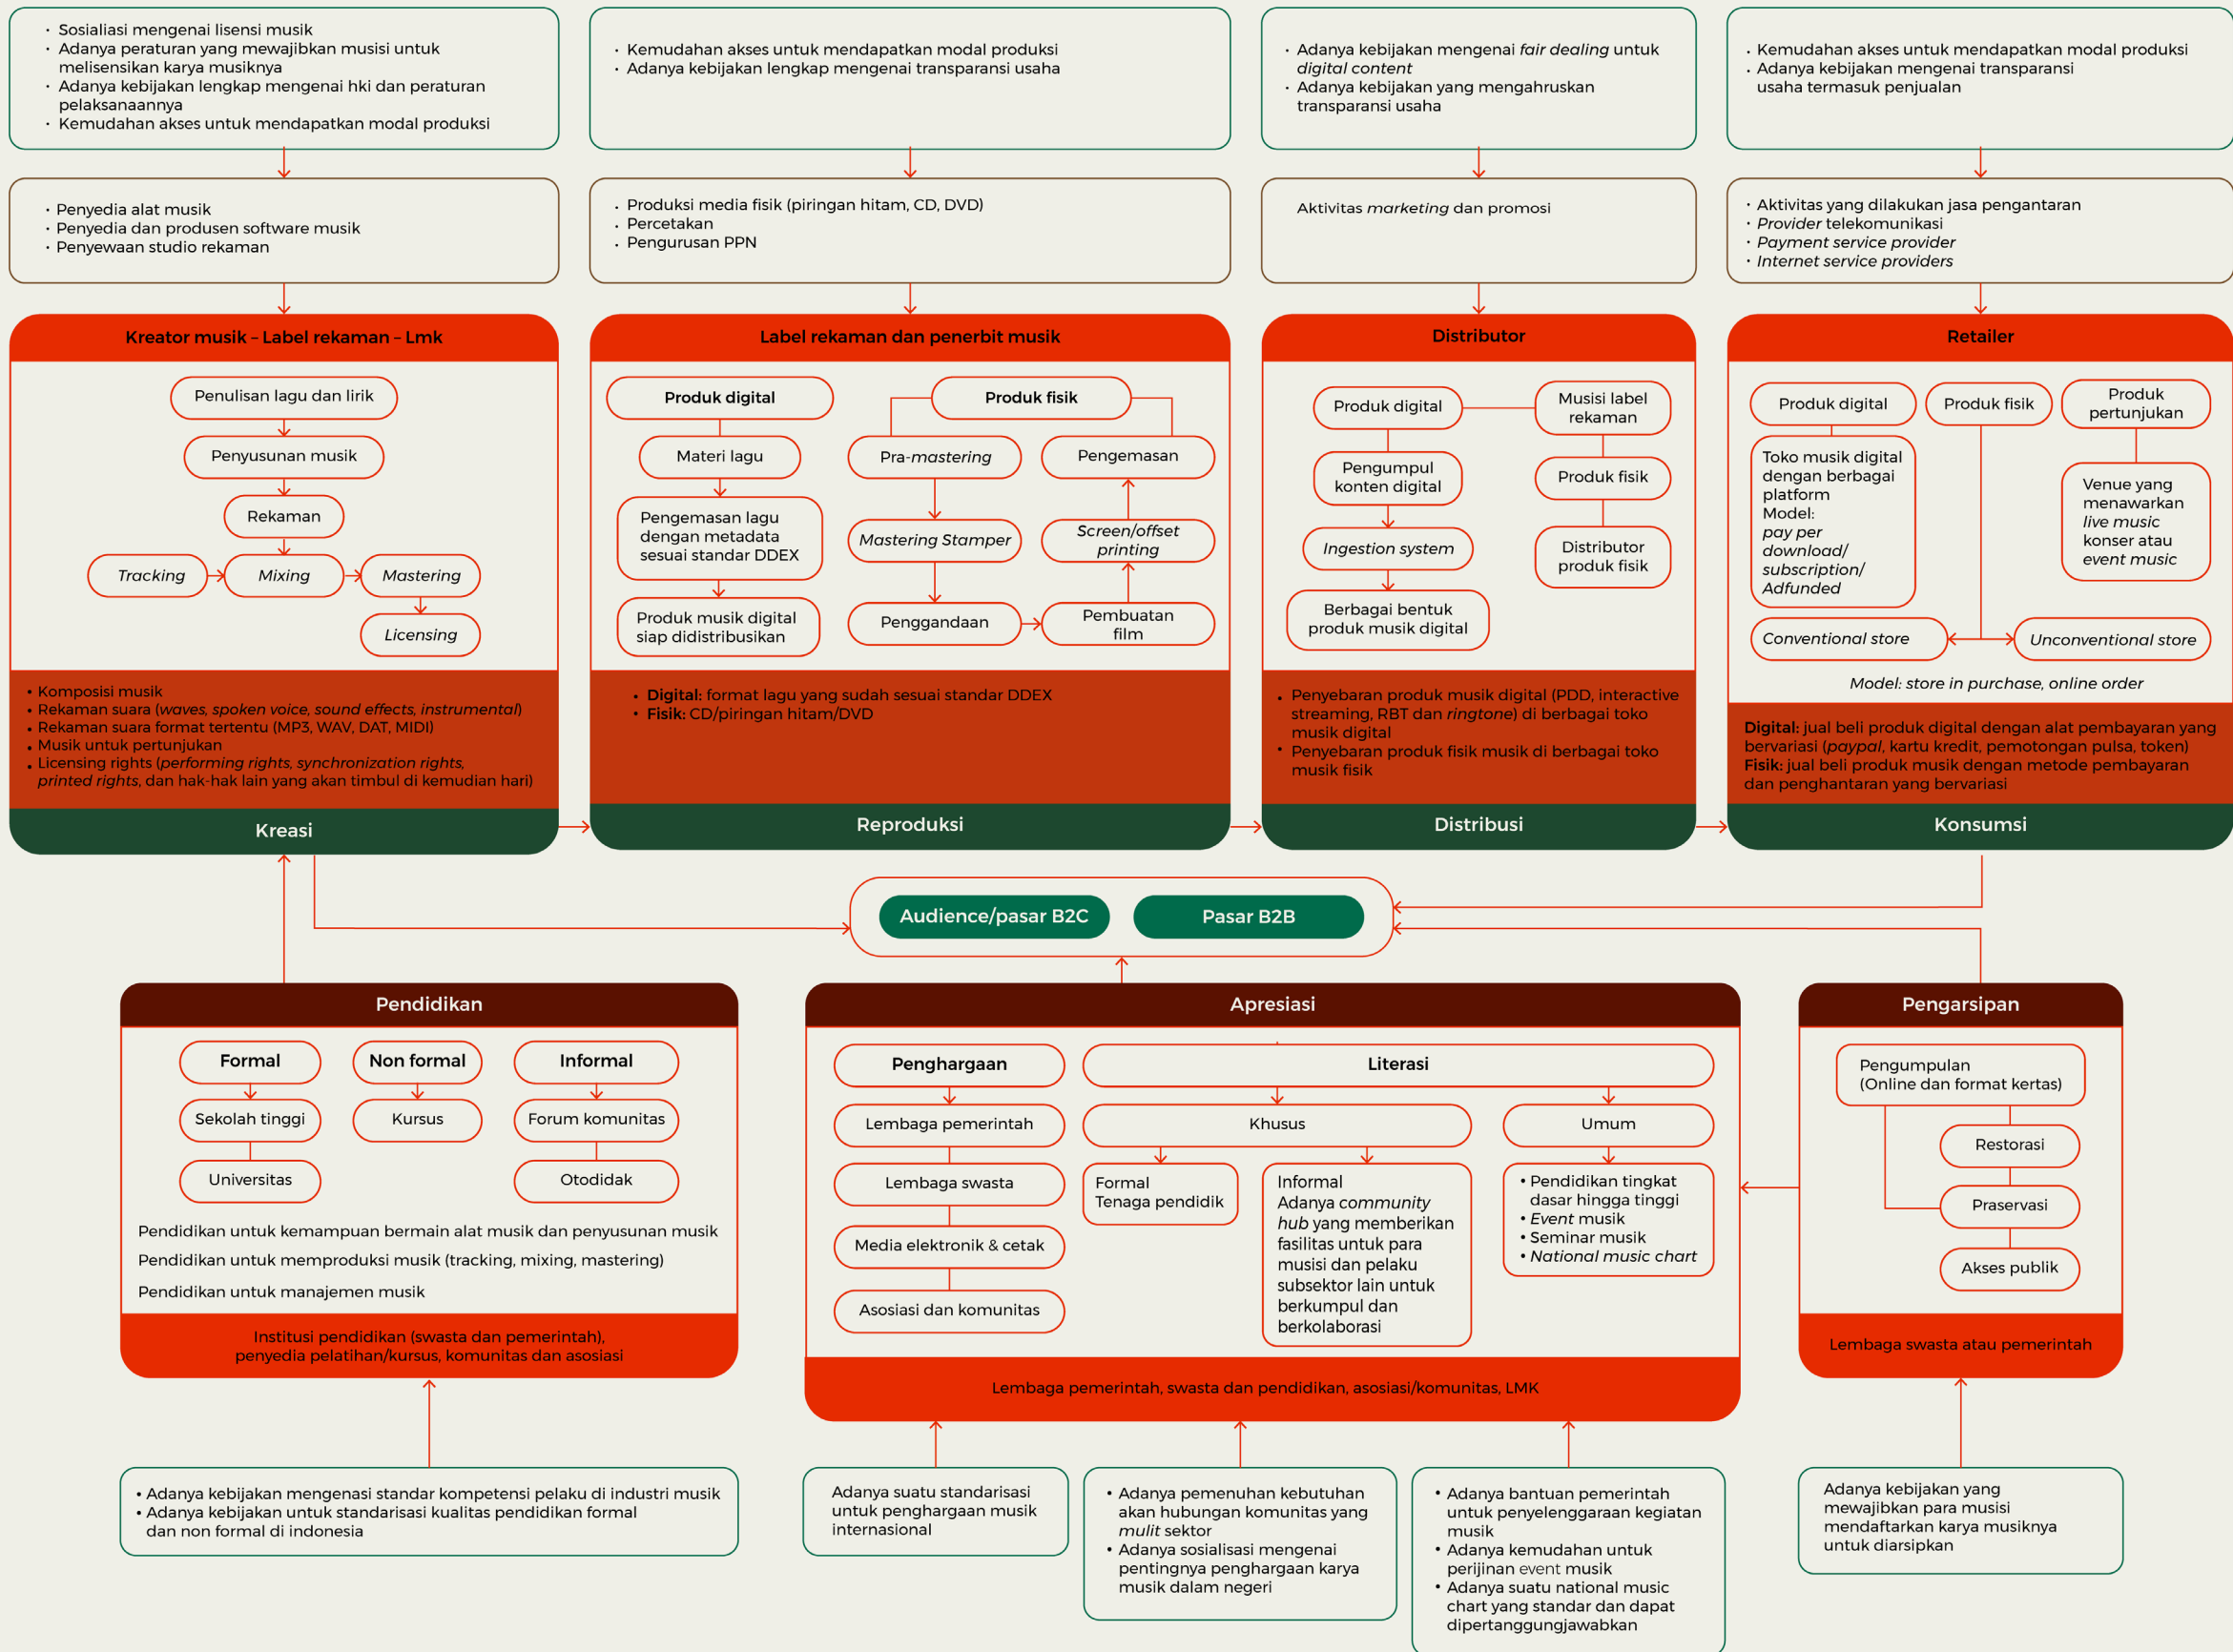 Sosialiasi mengenai lisensi musik
Adanya peraturan yang mewajibkan musisi untuk
melisensikan karya musiknya
Adanya kebijakan lengkap mengenai hki dan peraturan
pelaksanaannya
Kemudahan akses untuk mendapatkan modal produksi
Kemudahan akses untuk mendapatkan modal produksi
Adanya kebijakan lengkap mengenai transparansi usaha
Adanya kebijakan mengenai fair dealing untuk
digital content
Adanya kebijakan yang mengahruskan
transparansi usaha
Kemudahan akses untuk mendapatkan modal produksi
Adanya kebijakan mengenai transparansi
usaha termasuk penjualan
Penyedia alat musik
Penyedia dan produsen software musik
Penyewaan studio rekaman
Produksi media fisik (piringan hitam, CD, DVD)
Percetakan
Pengurusan PPN
Aktivitas marketing dan promosi
Aktivitas yang dilakukan jasa pengantaran
Provider telekomunikasi
Payment service provider
Internet service providers
Kreator musik – Label rekaman – Lmk
Penulisan lagu dan lirik
Penyusunan musik
Rekaman
Tracking
Mixing
Mastering
Licensing
Komposisi musik
Rekaman suara (waves, spoken voice, sound effects, instrumental)
Rekaman suara format tertentu (MP3, WAV, DAT, MIDI)
Musik untuk pertunjukan
Licensing rights (performing rights, synchronization rights,
printed rights, dan hak-hak lain yang akan timbul di kemudian hari)
Kreasi
Label rekaman dan penerbit musik
Produk digital
Materi lagu
Pengemasan lagu
dengan metadata
sesuai standar DDEX
Produk musik digital
siap didistribusikan
Produk fisik
Pra-mastering
Mastering Stamper
Penggandaan
Pengemasan
Screen/offset
printing
Pembuatan
film
Digital: format lagu yang sudah sesuai standar DDEX
Fisik: CD/piringan hitam/DVD
Reproduksi
Distributor
Produk digital
Pengumpul
konten digital
Ingestion system
Berbagai bentuk
produk musik digital
Musisi label
rekaman
Produk fisik
Distributor
produk fisik
Penyebaran produk musik digital (PDD, interactive
streaming, RBT dan ringtone) di berbagai toko
musik digital
Penyebaran produk fisik musik di berbagai toko
musik fisik
Distribusi
Retailer
Produk digital
Toko musik digital
dengan berbagai
platform
Model:
pay per
download/
subscription/
Adfunded
Produk fisik
Produk
pertunjukan
Venue yang
menawarkan
live music
konser atau
event music
Conventional store
Unconventional store
Model: store in purchase, online order
Digital: jual beli produk digital dengan alat pembayaran yang
bervariasi (paypal, kartu kredit, pemotongan pulsa, token)
Fisik: jual beli produk musik dengan metode pembayaran
dan penghantaran yang bervariasi
Konsumsi
Audience/pasar B2C
Pasar B2B
Pendidikan
Formal
Sekolah tinggi
Universitas
Non formal
Kursus
Informal
Forum komunitas
Otodidak
Pendidikan untuk kemampuan bermain alat musik dan penyusunan musik
Pendidikan untuk memproduksi musik (tracking, mixing, mastering)
Pendidikan untuk manajemen musik
Institusi pendidikan (swasta dan pemerintah),
penyedia pelatihan/kursus, komunitas dan asosiasi
Apresiasi
Penghargaan
Lembaga pemerintah
Lembaga swasta
Media elektronik & cetak
Asosiasi dan komunitas
Literasi
Khusus
Formal
Tenaga pendidik
Informal
Adanya community
hub yang memberikan
fasilitas untuk para
musisi dan pelaku
subsektor lain untuk
berkumpul dan
berkolaborasi
Umum
Pendidikan tingkat
dasar hingga tinggi
Event musik
Seminar musik
National music chart
Lembaga pemerintah, swasta dan pendidikan, asosiasi/komunitas, LMK
Pengarsipan
Pengumpulan
(Online dan format kertas)
Restorasi
Praservasi
Akses publik
Lembaga swasta atau pemerintah
Adanya kebijakan mengenasi standar kompetensi pelaku di industri musik
Adanya kebijakan untuk standarisasi kualitas pendidikan formal
dan non formal di indonesia
Adanya suatu standarisasi
untuk penghargaan musik
internasional
Adanya pemenuhan kebutuhan
akan hubungan komunitas yang
mulit sektor
Adanya sosialisasi mengenai
pentingnya penghargaan karya
musik dalam negeri
Adanya bantuan pemerintah
untuk penyelenggaraan kegiatan
musik
Adanya kemudahan untuk
perijinan event musik
Adanya suatu national music
chart yang standar dan dapat
dipertanggungjawabkan
Adanya kebijakan yang
mewajibkan para musisi
mendaftarkan karya musiknya
untuk diarsipkan